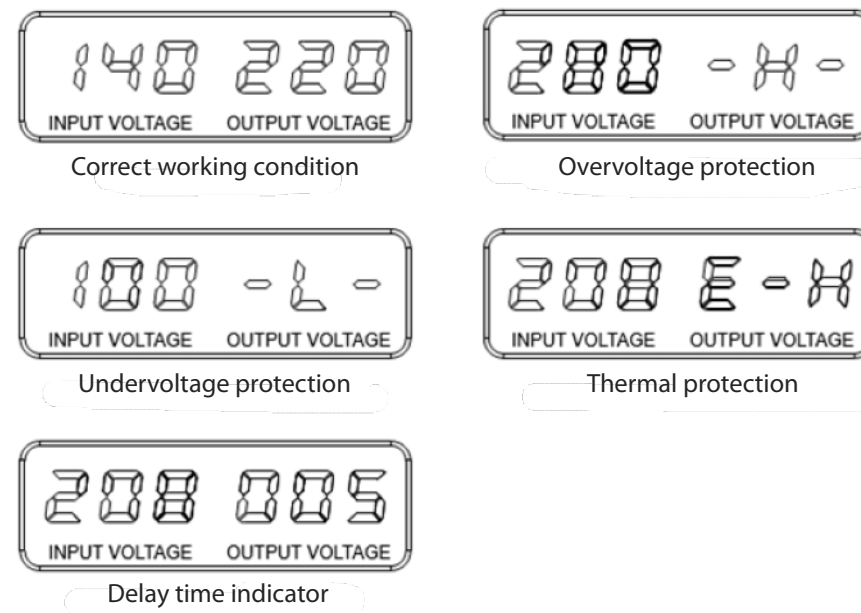 140 220
INPUT VOLTAGE OUTPUT VOLTAGE
Correct working condition
280 -H-
INPUT VOLTAGE OUTPUT VOLTAGE
Overvoltage protection
100 -L-
INPUT VOLTAGE OUTPUT VOLTAGE
Undervoltage protection
208 E-H
INPUT VOLTAGE OUTPUT VOLTAGE
Thermal protection
208 005
INPUT VOLTAGE OUTPUT VOLTAGE
Delay time indicator